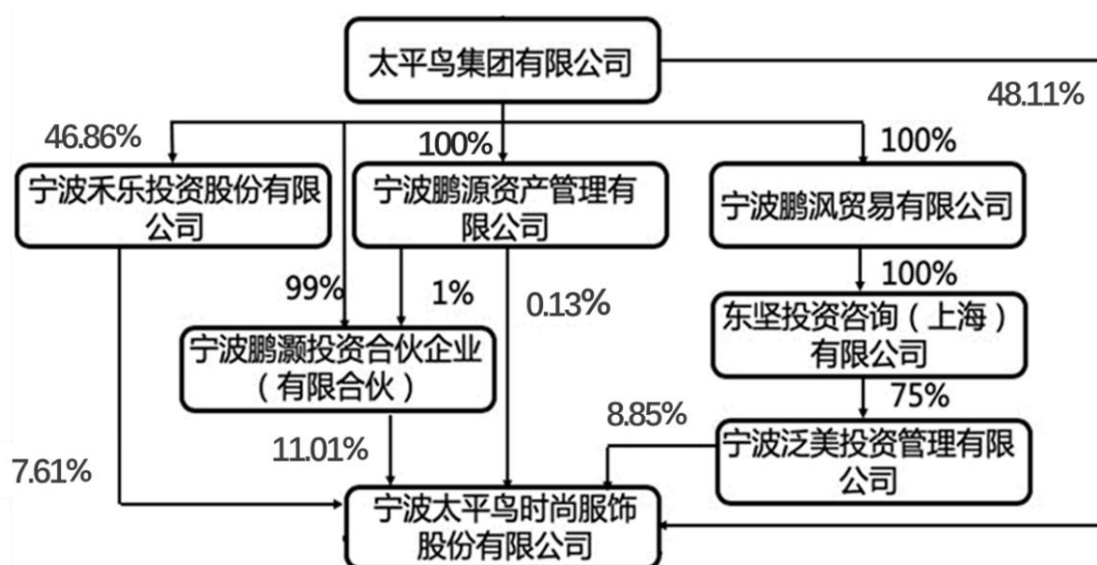 太平鸟集团有限公司
48.11%
46.86%
100%
100%
宁波禾乐投资股份有限
公司
宁波鹏源资产管理有
限公司
宁波鹏沨贸易有限公司
99%
1%
0.13%
100%
宁波鹏灏投资合伙企业
（有限合伙）
东坚投资咨询（上海）
有限公司
75%
8.85%
11.01%
7.61%
宁波泛美投资管理有限
公司
宁波太平鸟时尚服饰
股份有限公司